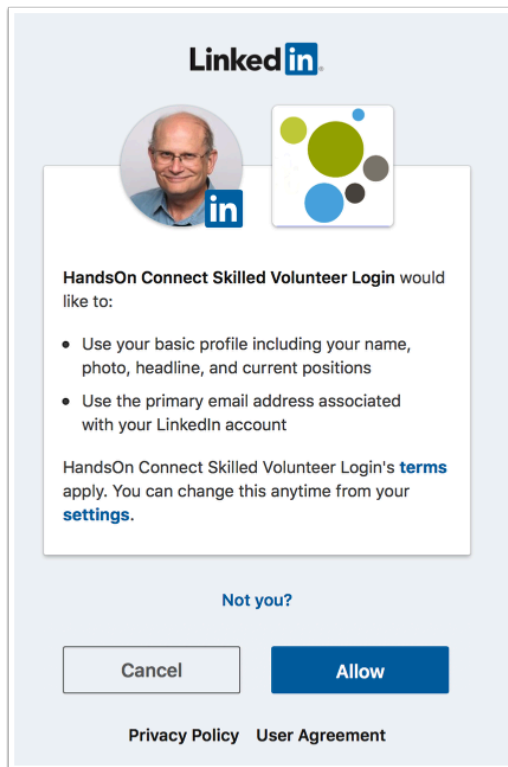 Linked in
in
HandsOn Connect Skilled Volunteer Login would
like to:
• Use your basic profile including your name,
photo, headline, and current positions
• Use the primary email address associated
with your LinkedIn account
HandsOn Connect Skilled Volunteer Login's terms
apply. You can change this anytime from your
settings.
Not you?
Cancel Allow
Privacy Policy User Agreement